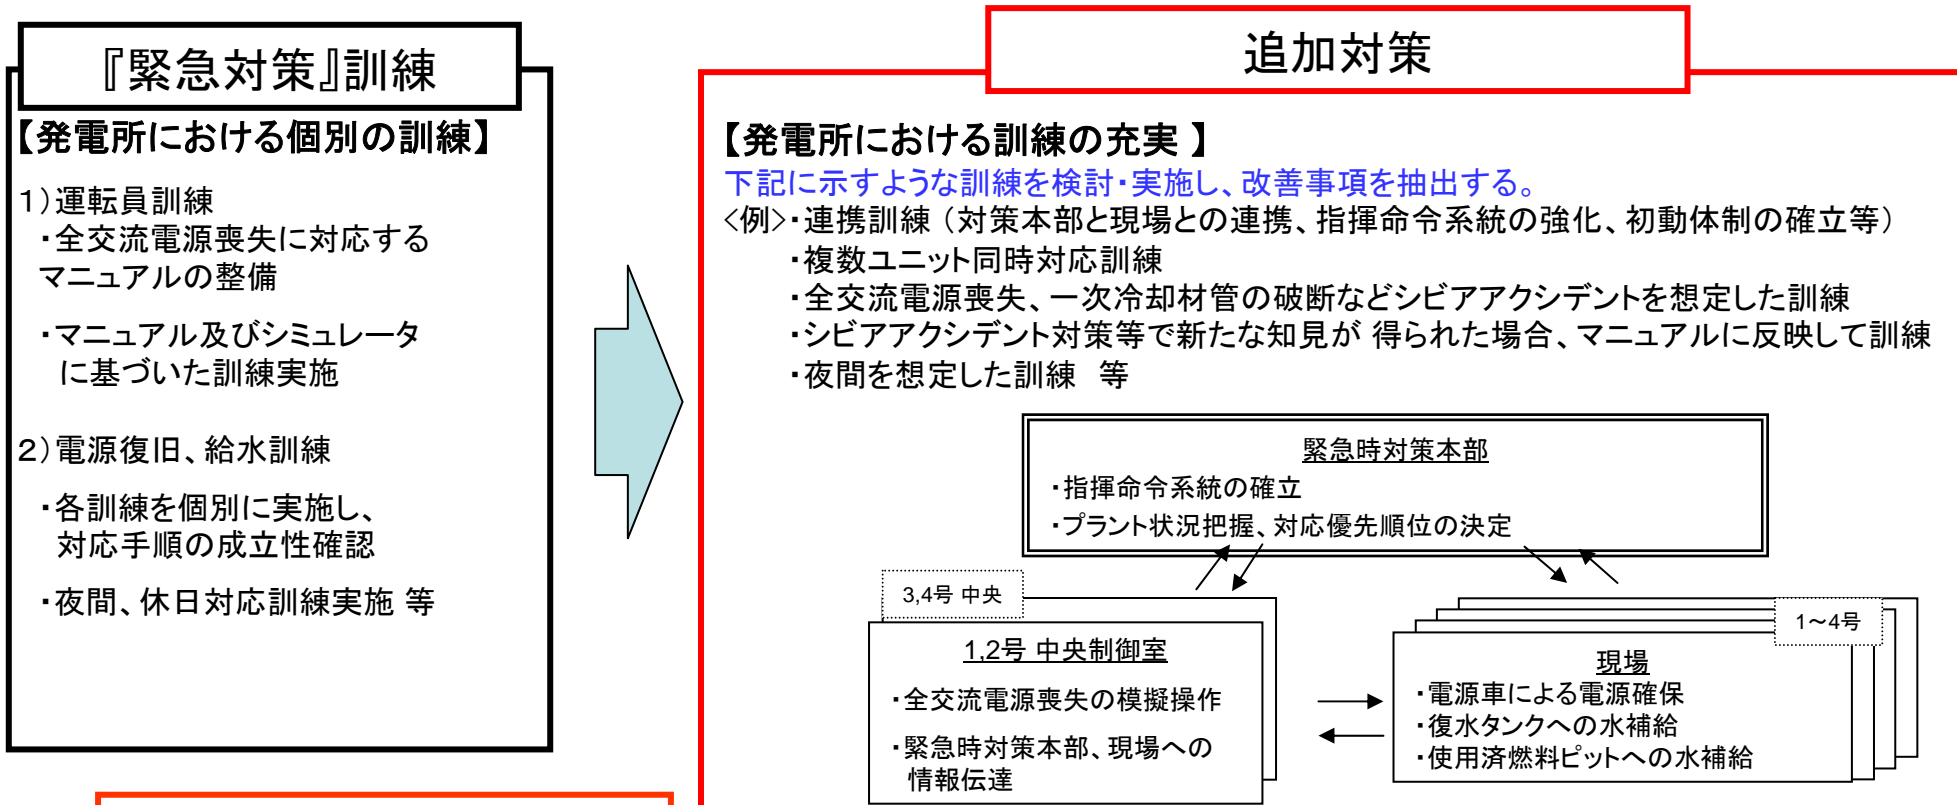 『緊急対策』訓練
【発電所における個別の訓練】
１）運転員訓練
・全交流電源喪失に対応する
マニュアルの整備
・マニュアル及びシミュレータ
に基づいた訓練実施
２）電源復旧、給水訓練
・各訓練を個別に実施し、
対応手順の成立性確認
・夜間、休日対応訓練実施 等
追加対策
【発電所における訓練の充実 】
下記に示すような訓練を検討・実施し、改善事項を抽出する。
<例>・連携訓練（対策本部と現場との連携、指揮命令系統の強化、初動体制の確立等）
・複数ユニット同時対応訓練
・全交流電源喪失、一次冷却材管の破断などシビアアクシデントを想定した訓練
・シビアアクシデント対策等で新たな知見が 得られた場合、マニュアルに反映して訓練
・夜間を想定した訓練　等
緊急時対策本部
・指揮命令系統の確立
・プラント状況把握、対応優先順位の決定
3,4号 中央
1,2号 中央制御室
・全交流電源喪失の模擬操作
・緊急時対策本部、現場への
情報伝達
1～4号
現場
・電源車による電源確保
・復水タンクへの水補給
・使用済燃料ピットへの水補給